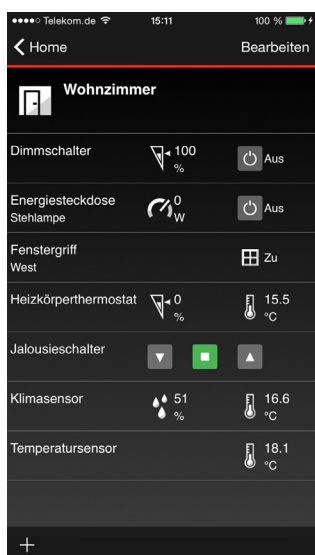 Telekom.de 15:11 100 %
Home Bearbeiten
Wohnzimmer
Dimmschalter 100 % Aus
Energiesteckdose 0 W Aus
Stehlampe
Fenstergriff Zu
West
Heizkörperthermostat 0 % 15.5 °C
Jalousieschalter
Klimasensor 51 % 16.6 °C
Temperatursensor 18.1 °C
+